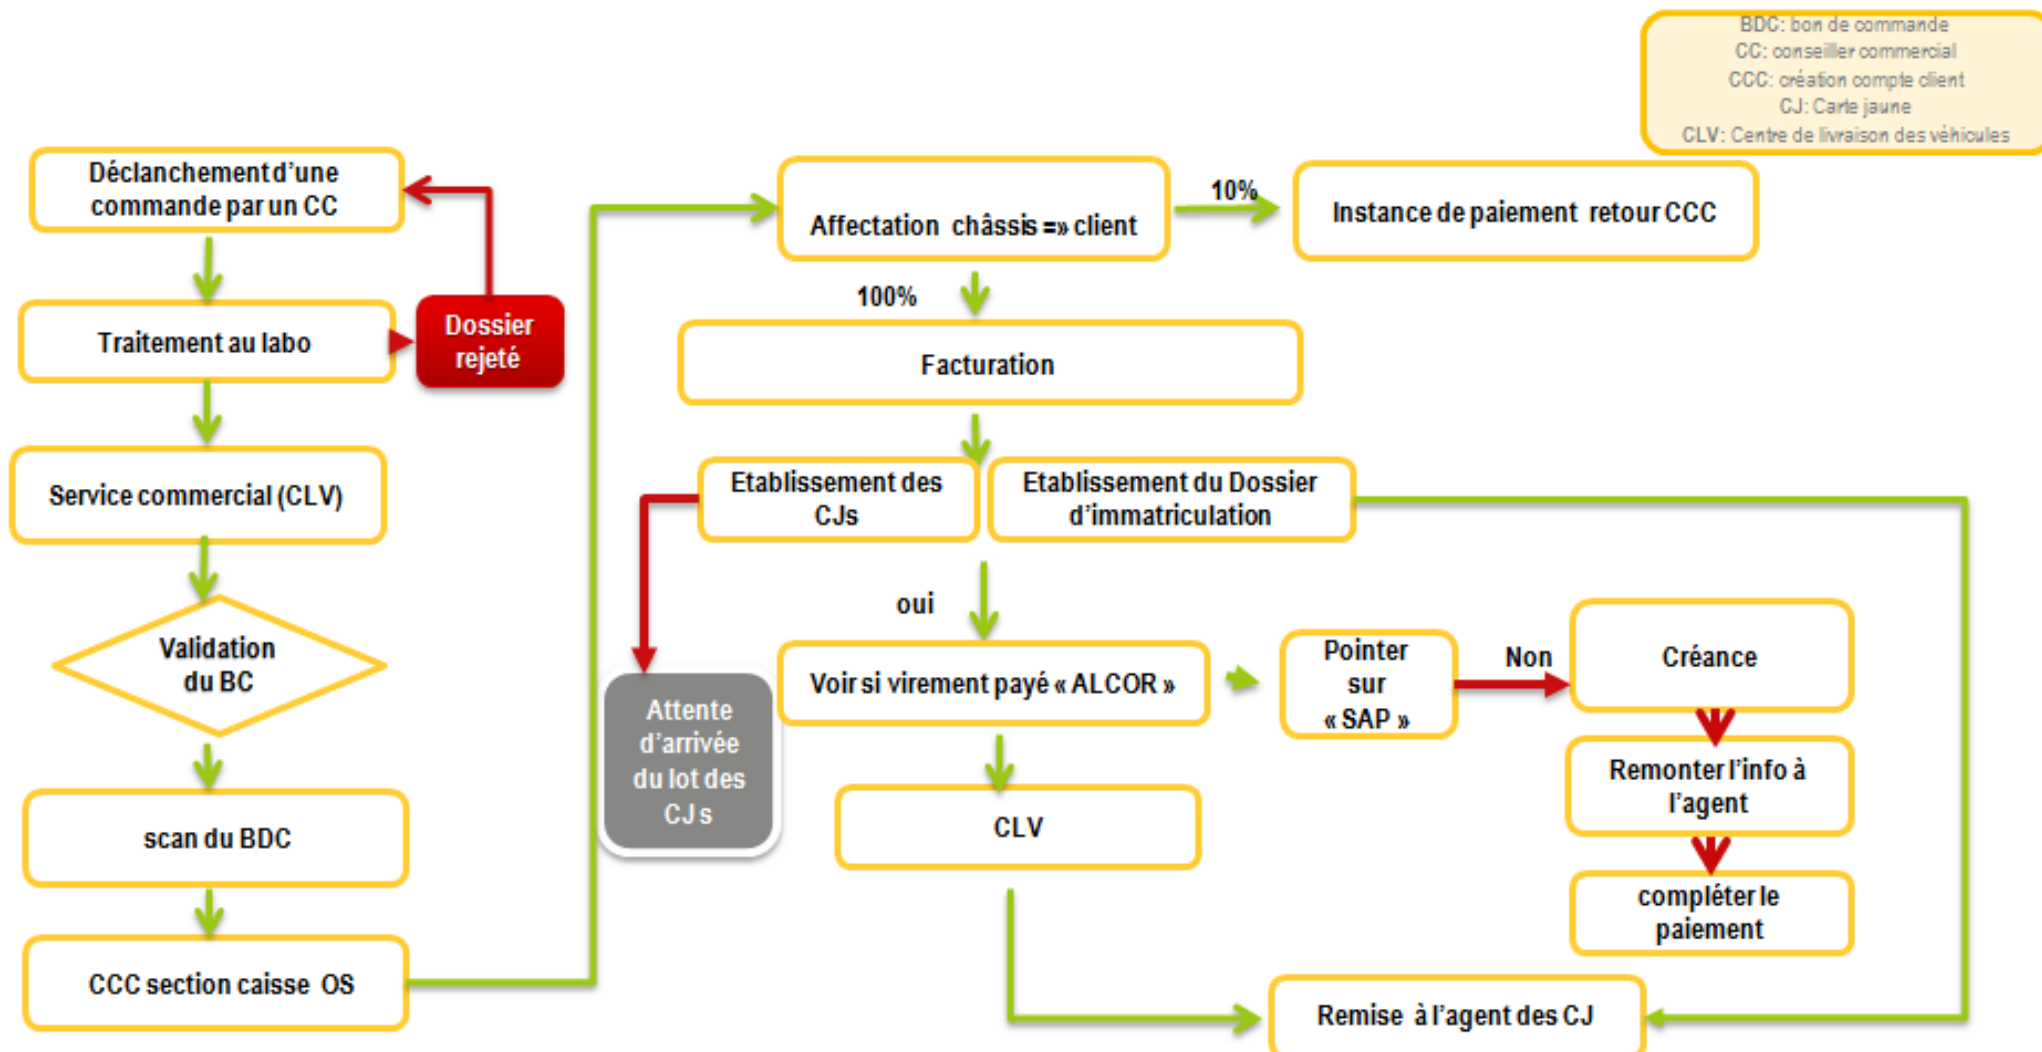 BDC: bon de commande
CC: conseiller commercial
CCC: création compte client
CJ: Carte jaune
CLV: Centre de livraison des véhicules
Déclanchement d’une
commande par un CC
Traitement au labo
Dossier
rejeté
Service commercial (CLV)
Validation
du BC
scan du BDC
CCC section caisse OS
Affectation châssis =» client
10%
Instance de paiement retour CCC
100%
Facturation
Etablissement des
CJs
Etablissement du Dossier
d’immatriculation
oui
Attente
d’arrivée
du lot des
CJ s
Voir si virement payé « ALCOR »
Pointer
sur
« SAP »
Non
Créance
Remonter l’info à
l’agent
compléter le
paiement
CLV
Remise à l’agent des CJ